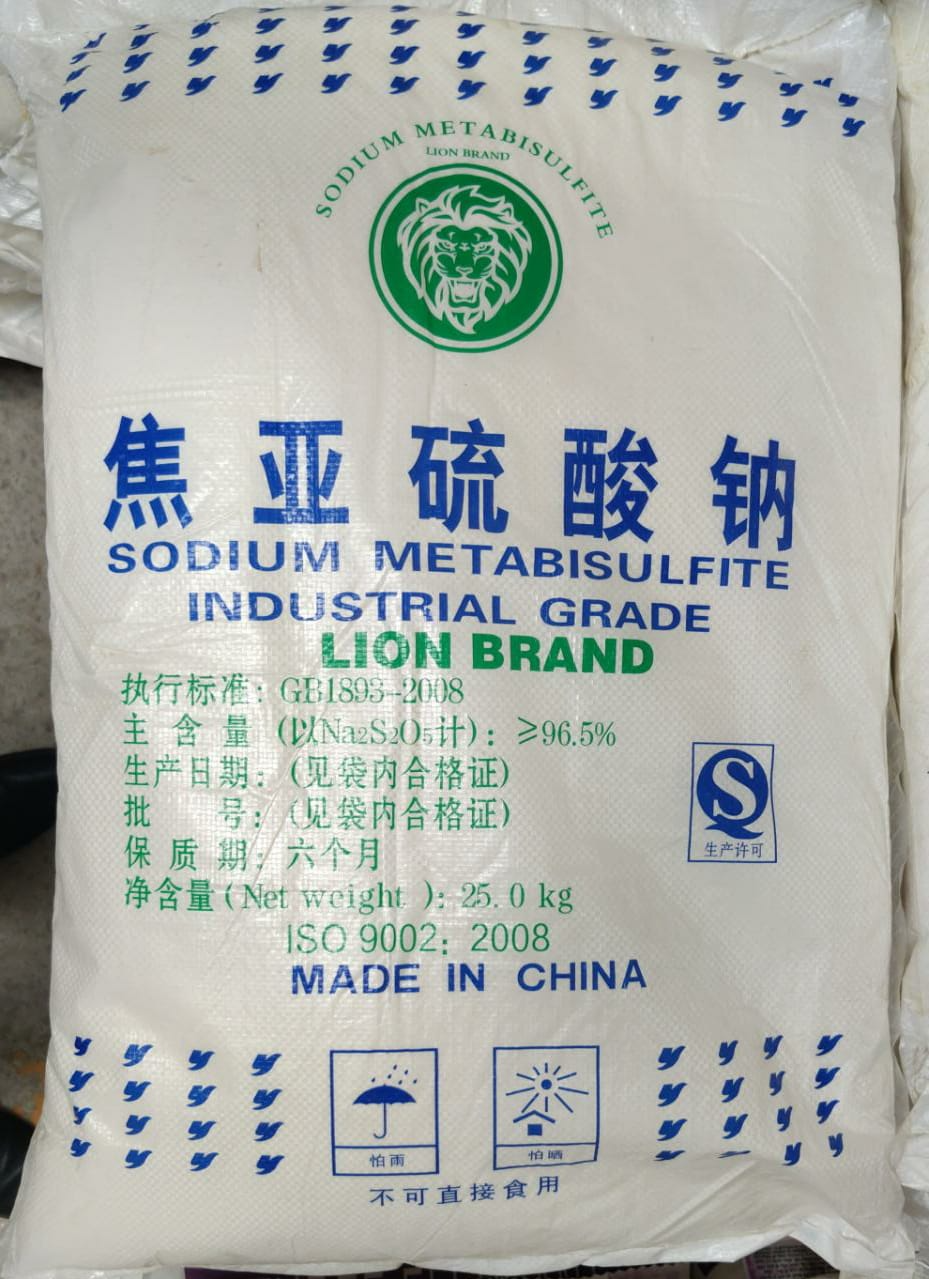 SODIUM METABISULFITE
LION BRAND
焦亚硫酸钠
SODIUM METABISULFITE
INDUSTRIAL GRADE
LION BRAND
执行标准：GB1893-2008
主含量（以Na₂S₂O₅计）：≥96.5%
生产日期：（见袋内合格证）
批号：（见袋内合格证）
保质期：六个月
净含量(Net weight )：25.0 kg
ISO 9002：2008
MADE IN CHINA
QS
生产许可
怕雨
怕晒
不可直接食用